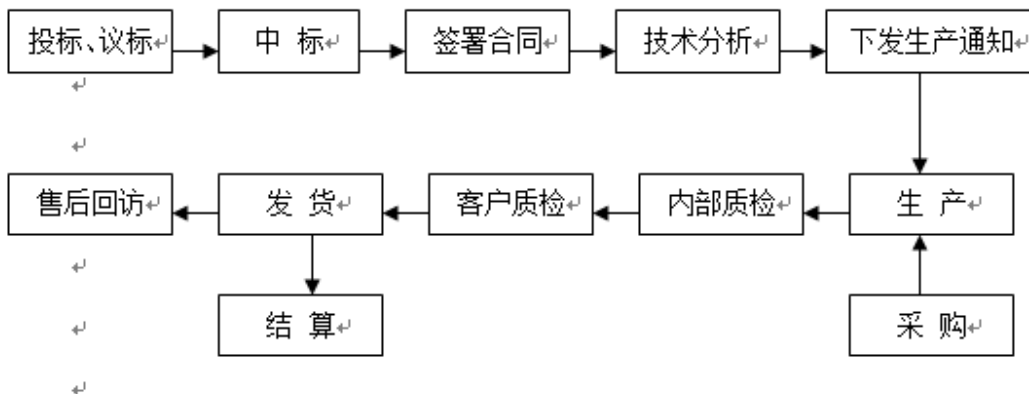 投标、议标 中 标 签署合同 技术分析 下发生产通知
售后回访 发 货 客户质检 内部质检 生 产
结 算 采 购